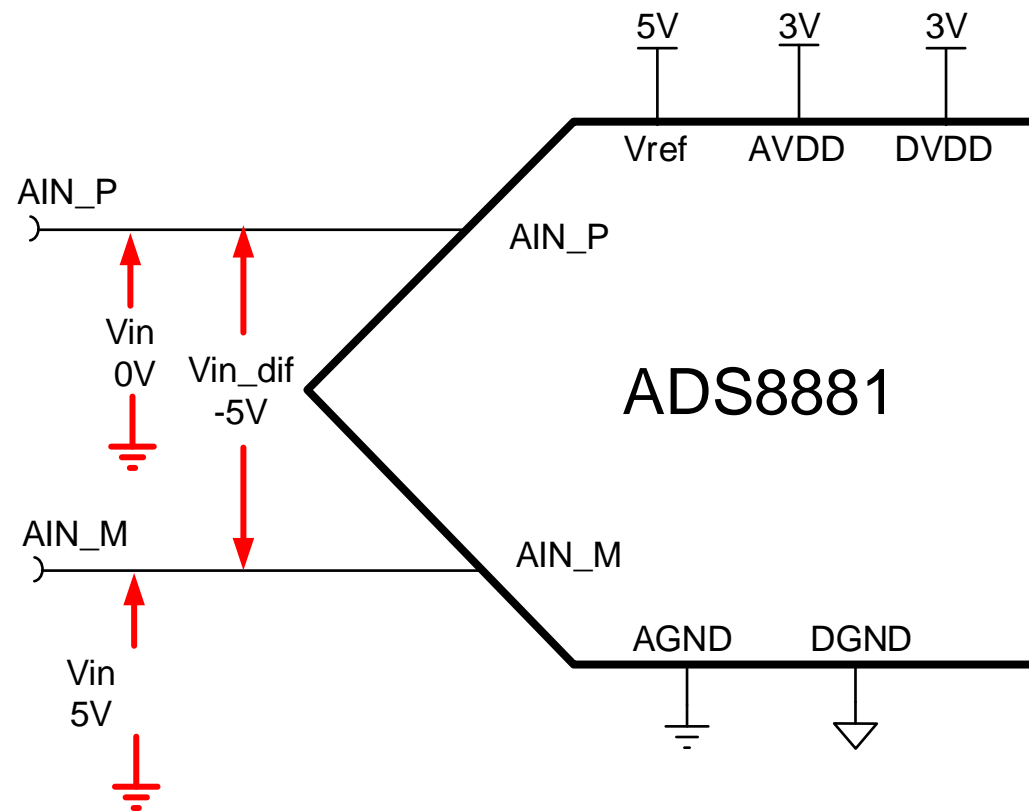 5V 3V 3V
Vref AVDD DVDD
AIN_P
AIN_P
Vin
0V
Vin_dif
-5V
ADS8881
AIN_M
AIN_M
Vin
5V
AGND DGND